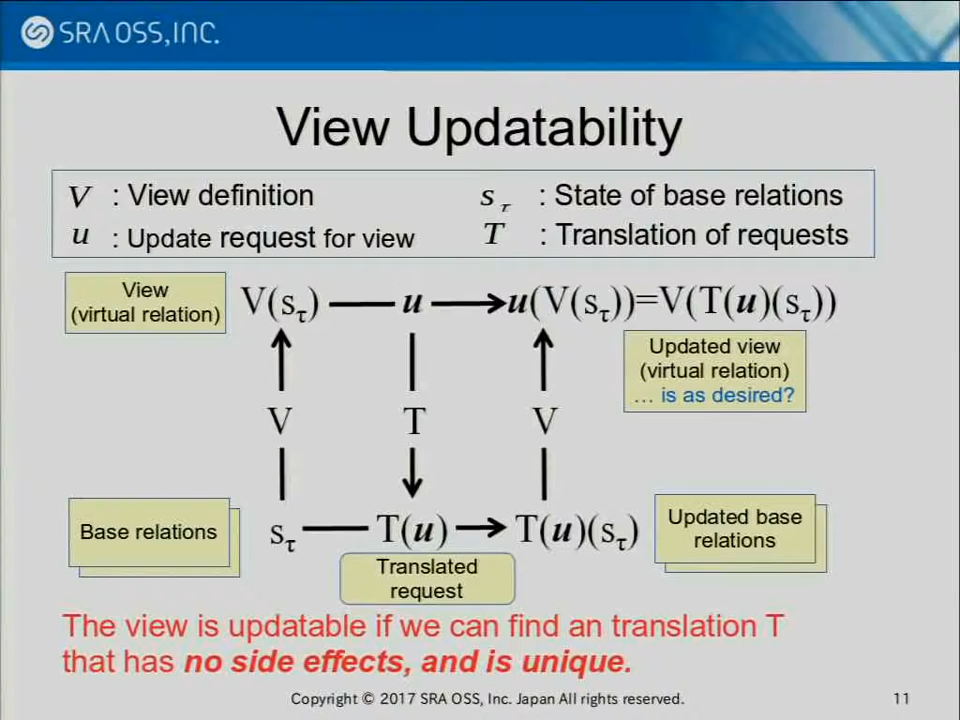 SRA OSS, INC.
View Updatability
V : View definition
s τ : State of base relations
u : Update request for view
T : Translation of requests
View
(virtual relation)
V(sτ) u u(V(sτ))=V(T(u)(sτ))
Updated view
(virtual relation)
... is as desired?
V T V
Base relations
sτ T(u) T(u)(sτ)
Updated base
relations
Translated
request
The view is updatable if we can find an translation T
that has no side effects, and is unique.
Copyright © 2017 SRA OSS, Inc. Japan All rights reserved.
11